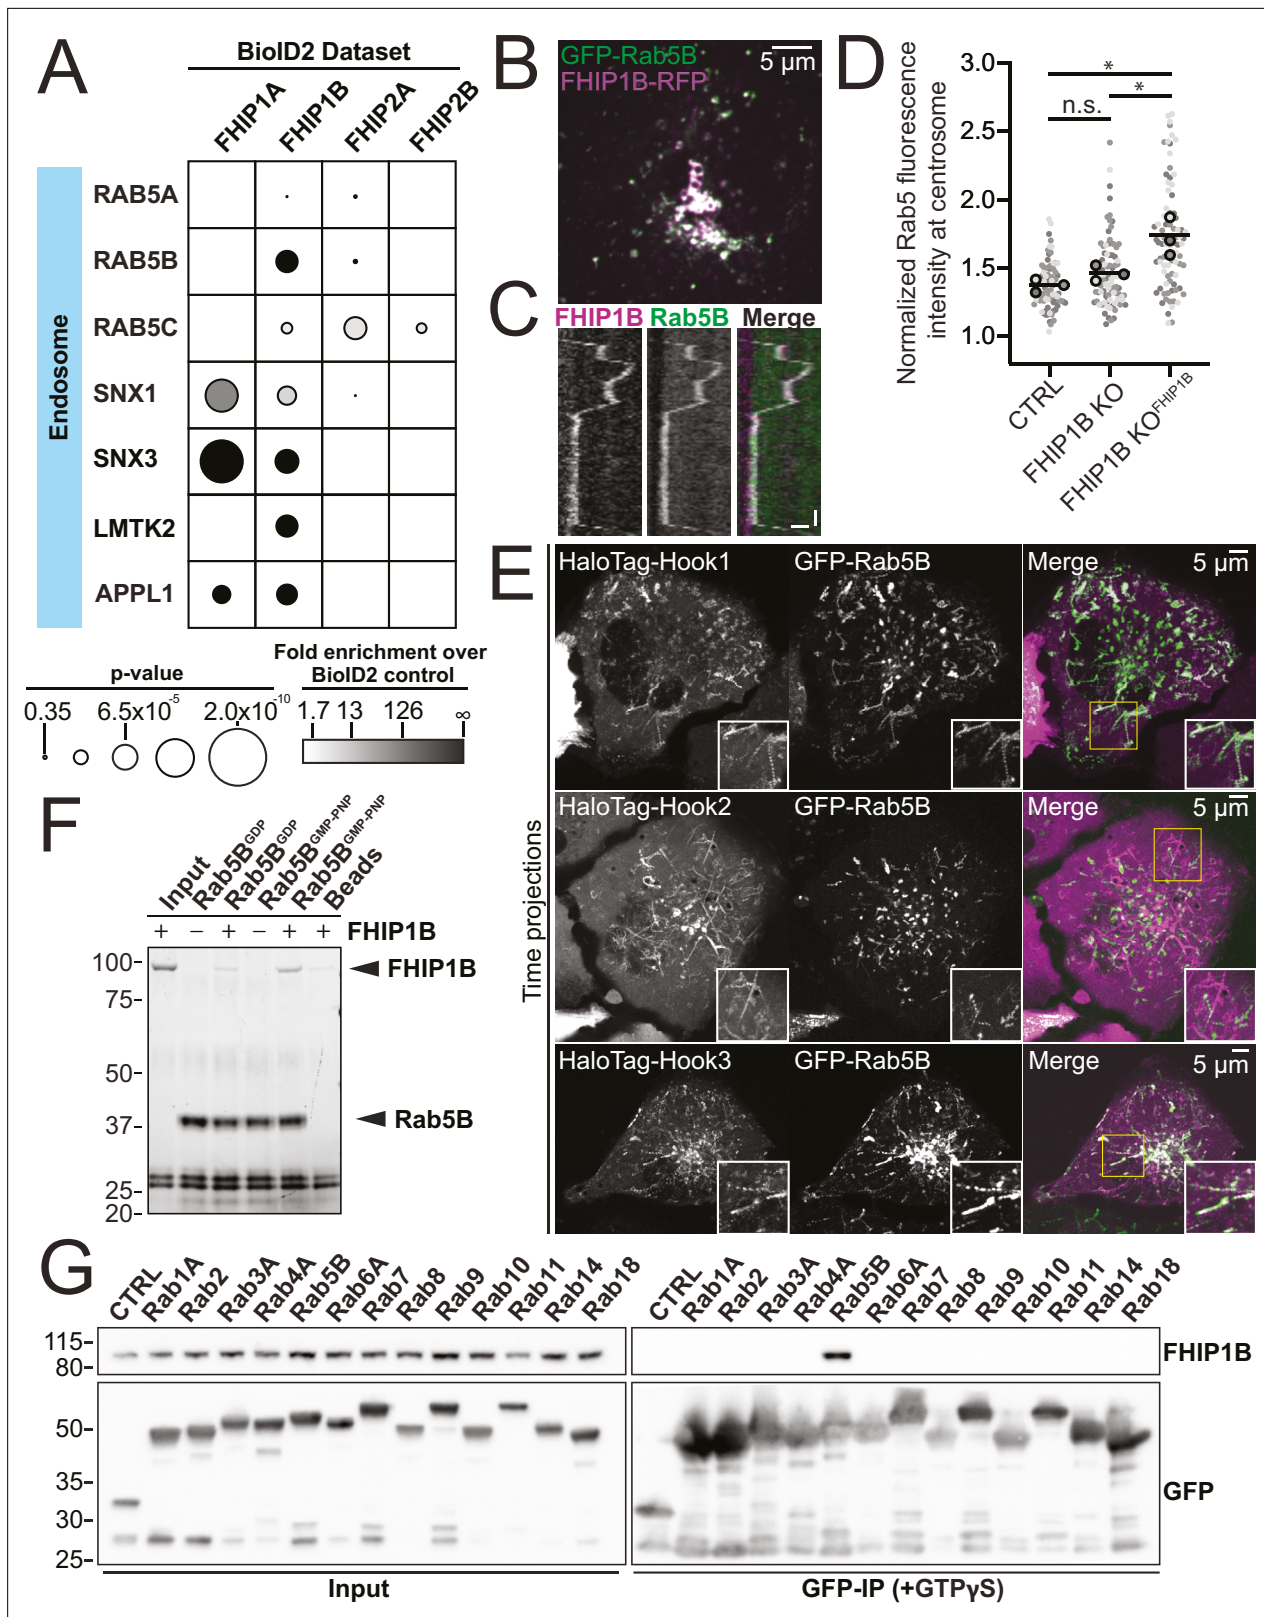 A
BioID2 Dataset
FHIP1A FHIP1B FHIP2A FHIP2B
Endosome
RAB5A
RAB5B
RAB5C
SNX1
SNX3
LMTK2
APPL1
p-value
0.35 6.5x10-5 2.0x10-10
Fold enrichment over
BioID2 control
1.7 13 126 ∞
B
GFP-Rab5B
FHIP1B-RFP
5 μm
C
FHIP1B Rab5B Merge
D
Normalized Rab5 fluorescence
intensity at centrosome
3.0
2.5
2.0
1.5
1.0
*
*
n.s.
CTRL
FHIP1B KO
FHIP1B KOFHIP1B
E
Time projections
HaloTag-Hook1 GFP-Rab5B Merge 5 μm
HaloTag-Hook2 GFP-Rab5B Merge 5 μm
HaloTag-Hook3 GFP-Rab5B Merge 5 μm
F
Input Rab5BGDP Rab5BGDP Rab5BGMP-PNP Rab5BGMP-PNP Beads
+ − + − + + FHIP1B
100-
75-
50-
37-
25-
20-
FHIP1B
Rab5B
G
CTRL Rab1A Rab2 Rab3A Rab4A Rab5B Rab6A Rab7 Rab8 Rab9 Rab10 Rab11 Rab14 Rab18
CTRL Rab1A Rab2 Rab3A Rab4A Rab5B Rab6A Rab7 Rab8 Rab9 Rab10 Rab11 Rab14 Rab18
115-
80-
FHIP1B
50-
35-
30-
25-
GFP
Input
GFP-IP (+GTPγS)